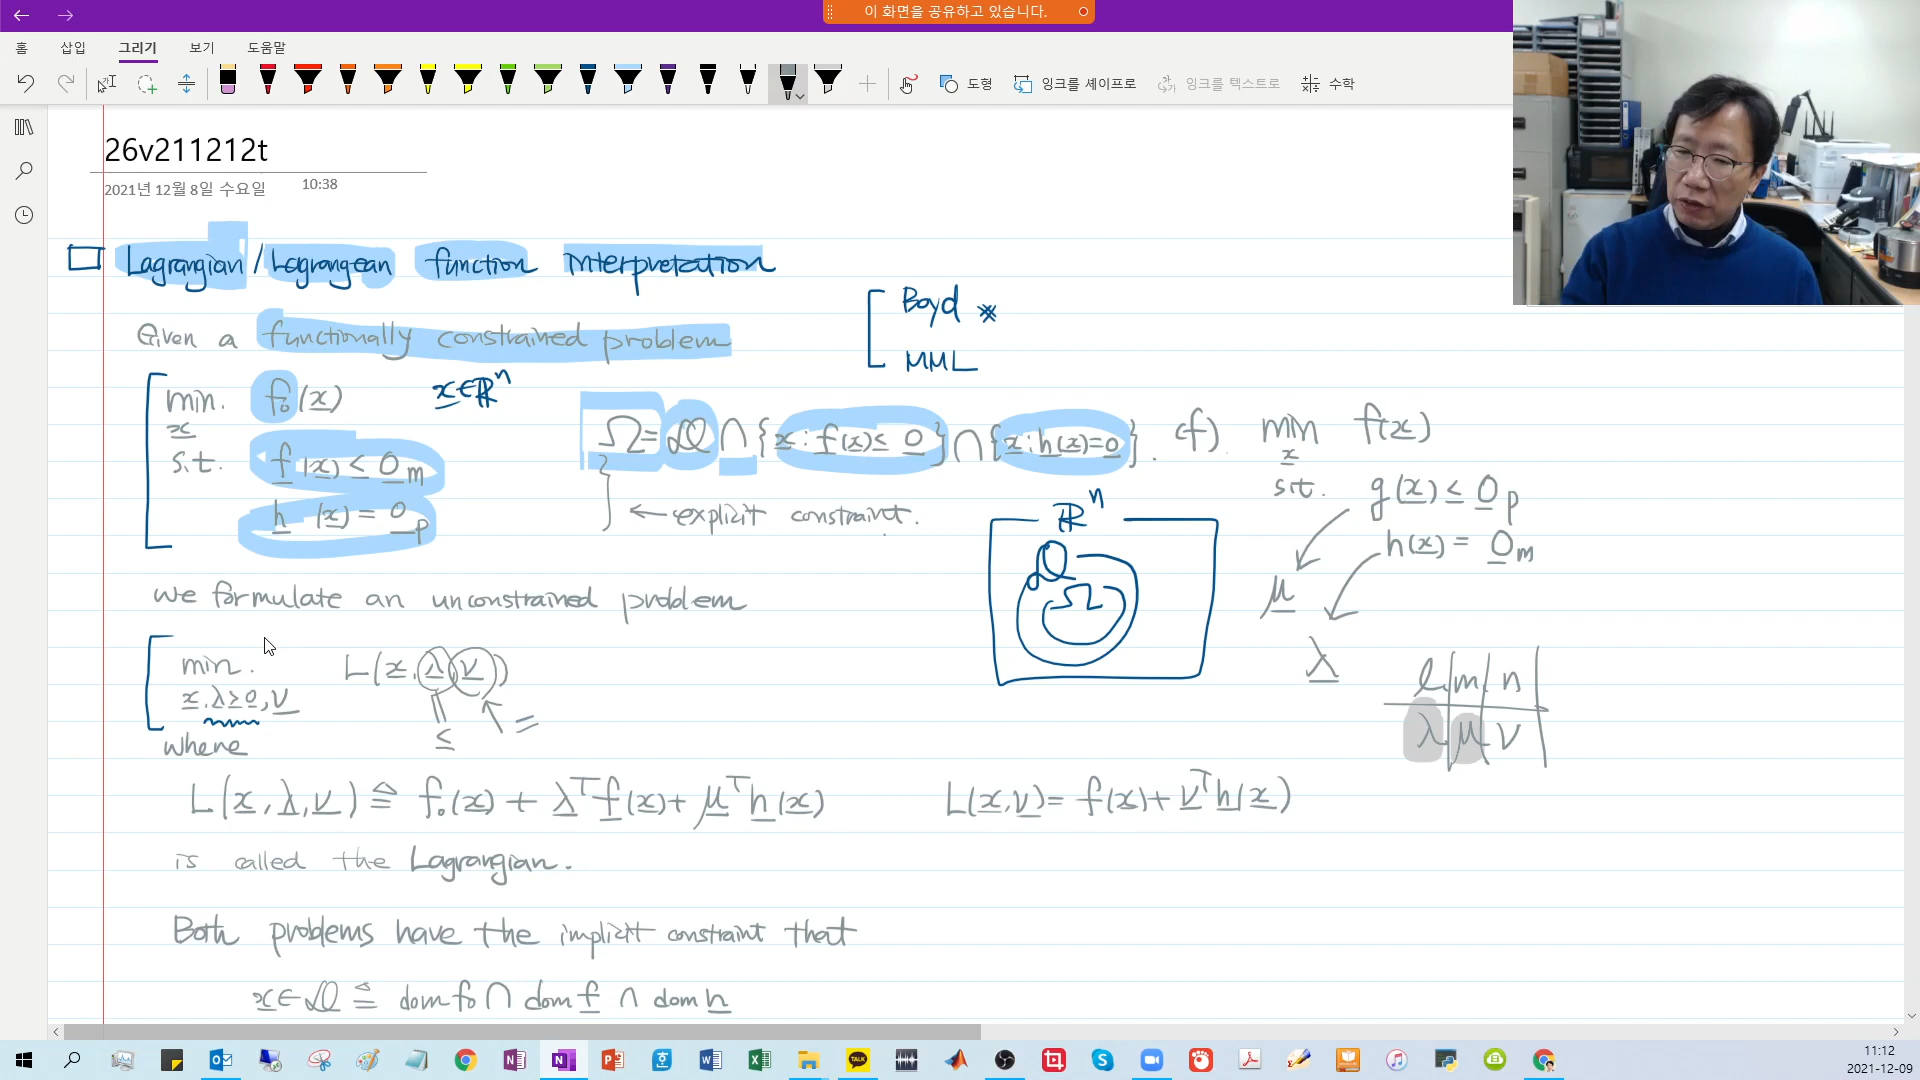 이 화면을 공유하고 있습니다.
홈 삽입 그리기 보기 도움말
도형 잉크를 셰이프로 잉크를 텍스트로 수학
26v211212t
2021년 12월 8일 수요일 10:38
Lagrangian / Lagrangean function interpretation
Boyd *
MML
Given a functionally constrained problem
min. f₀(x) x∈ℝⁿ
x
s.t. f(x) ≤ 0m
h(x) = 0p
Ω = 𝒟 ∩ {x : f(x) ≤ 0} ∩ {x : h(x) = 0}.
← explicit constraint.
cf) min f(x)
x
s.t. g(x) ≤ 0p
h(x) = 0m
μ
λ
ℝⁿ
𝒟
Ω
we formulate an unconstrained problem
min. L(x, λ, ν)
x, λ≥0, ν
≤ =
where
l m n
λ μ ν
L(x, λ, ν) ≜ f₀(x) + λᵀf(x) + μᵀh(x)
L(x, ν) = f(x) + νᵀh(x)
is called the Lagrangian.
Both problems have the implicit constraint that
x ∈ 𝒟 ≜ dom f₀ ∩ dom f ∩ dom h
11:12
2021-12-09